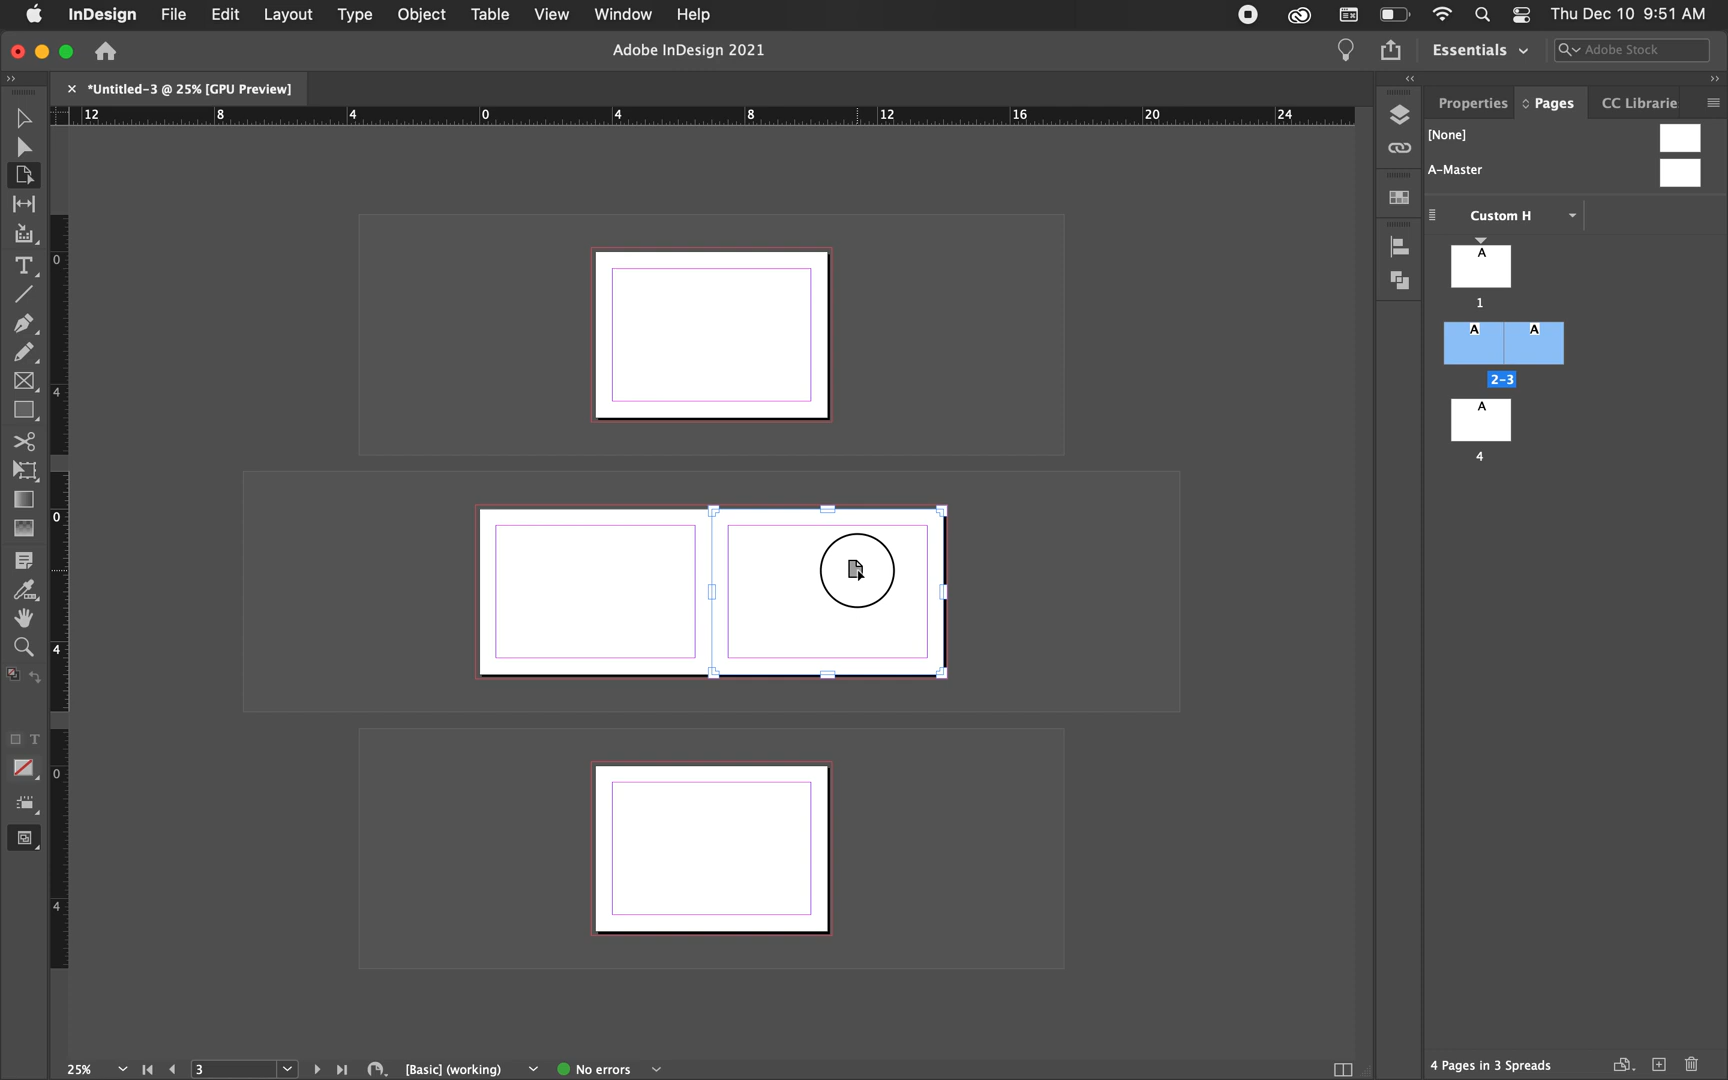 InDesign File Edit Layout Type Object Table View Window Help Thu Dec 10 9:51 AM
Adobe InDesign 2021 Essentials Adobe Stock
*Untitled-3 @ 25% [GPU Preview]
12 8 4 0 4 8 12 16 20 24
Properties Pages CC Librarie
[None]
A-Master
Custom H
A
1
A A
2-3
A
4
0
4
0
4
0
4
T
25% 3 [Basic] (working) No errors 4 Pages in 3 Spreads